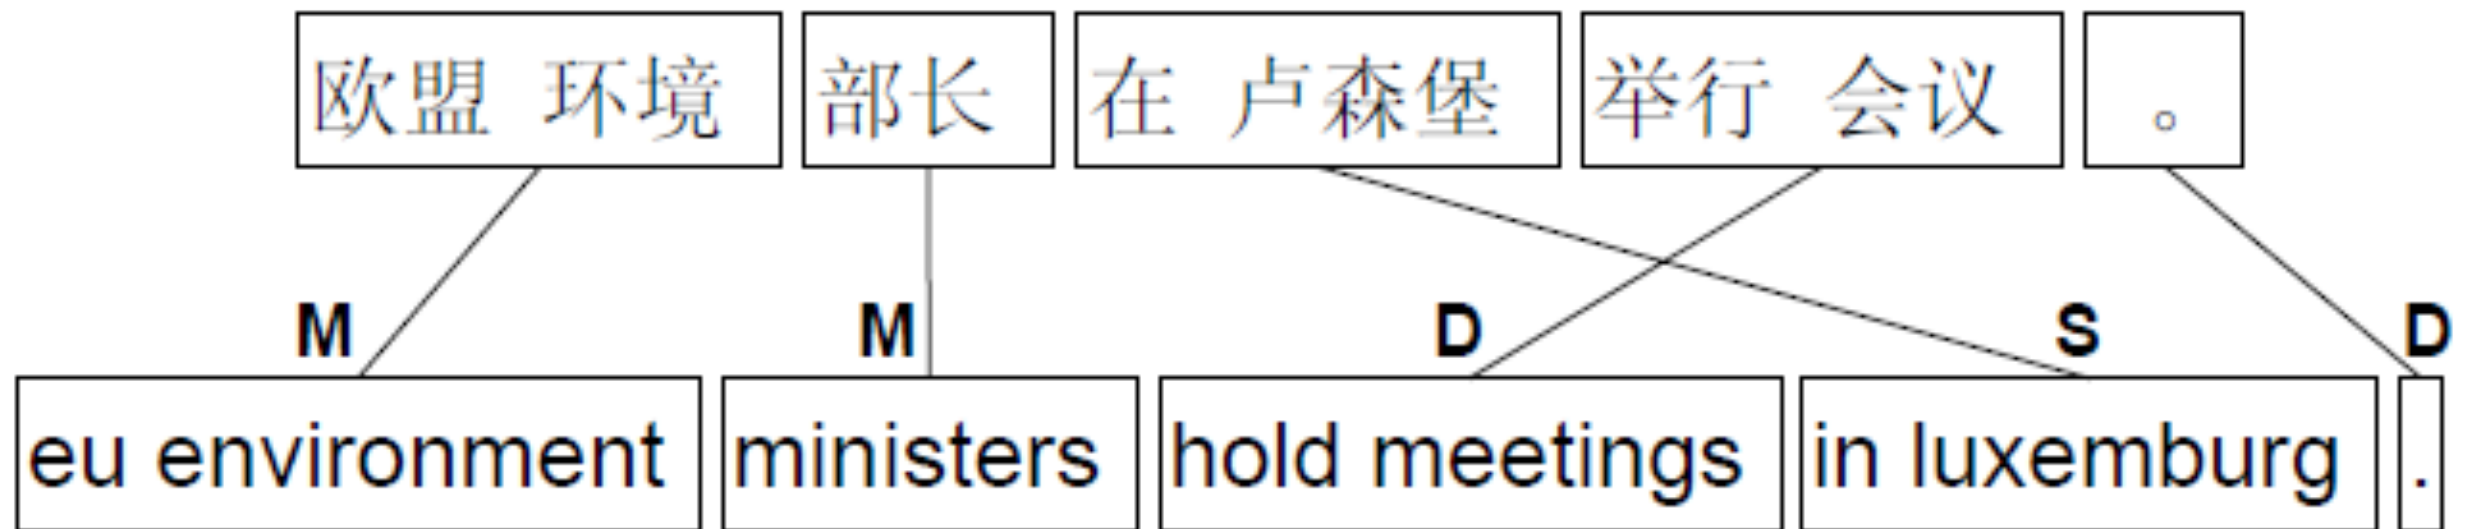 欧盟 环境 部长 在 卢森堡 举行 会议 。
M M D S D
eu environment ministers hold meetings in luxemburg .